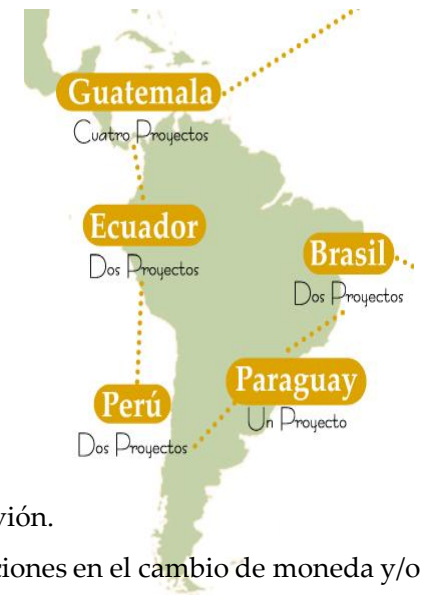 Guatemala
Cuatro Proyectos
Ecuador
Dos Proyectos
Brasil
Dos Proyectos
Paraguay
Un Proyecto
Perú
Dos Proyectos
vión.
ciones en el cambio de moneda y/o